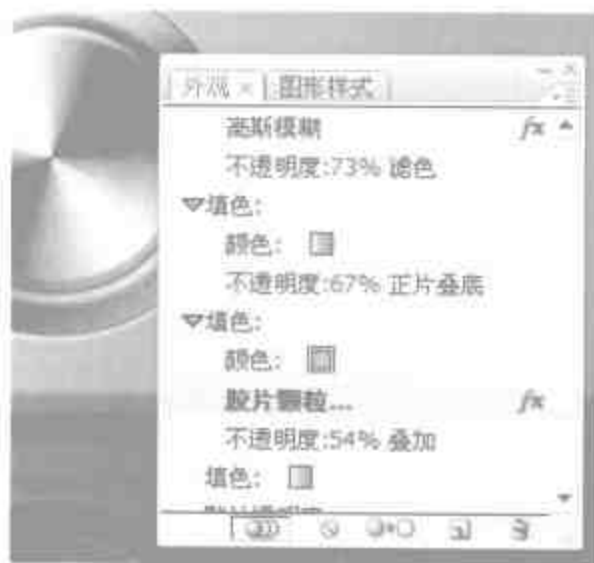 外观 × 图形样式
高斯模糊 fx
不透明度:73% 滤色
填色:
颜色:
不透明度:67% 正片叠底
填色:
颜色:
胶片颗粒... fx
不透明度:54% 叠加
填色: